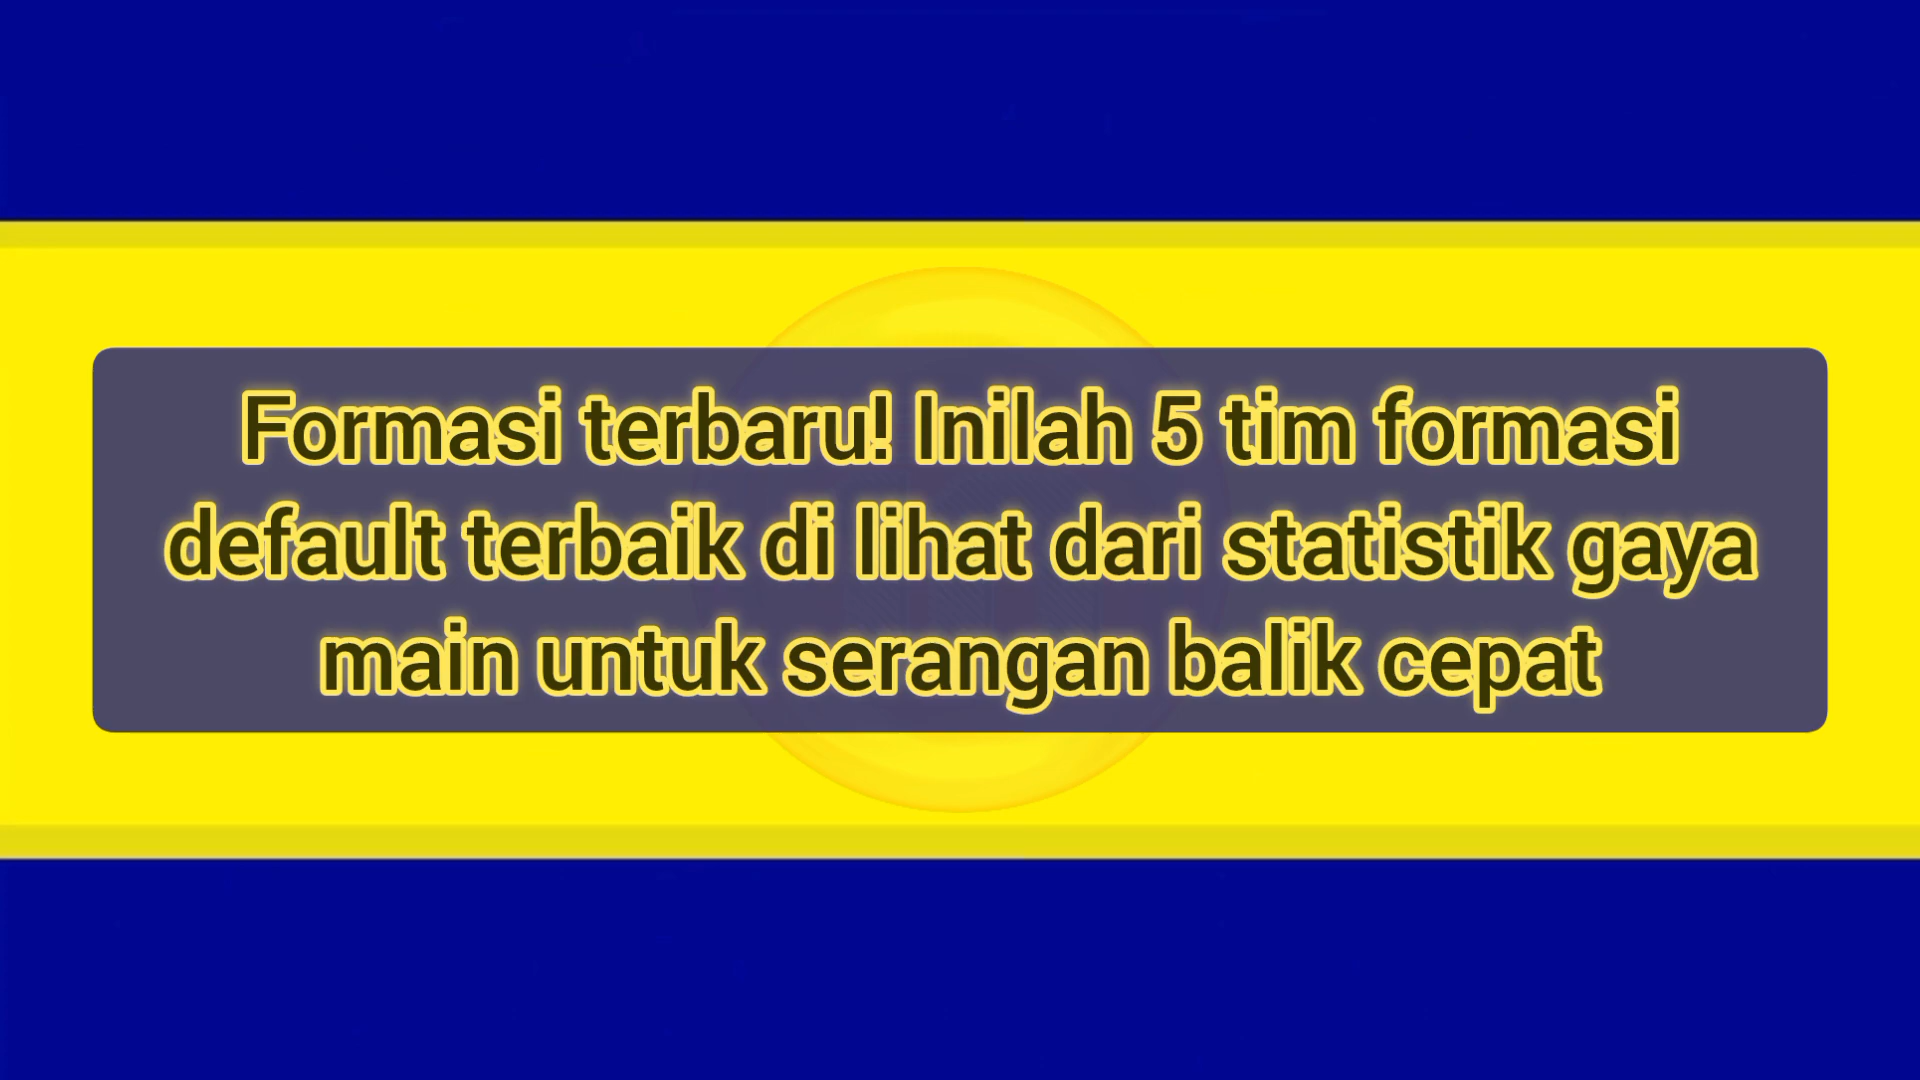 Formasi terbaru! Inilah 5 tim formasi
default terbaik di lihat dari statistik gaya
main untuk serangan balik cepat